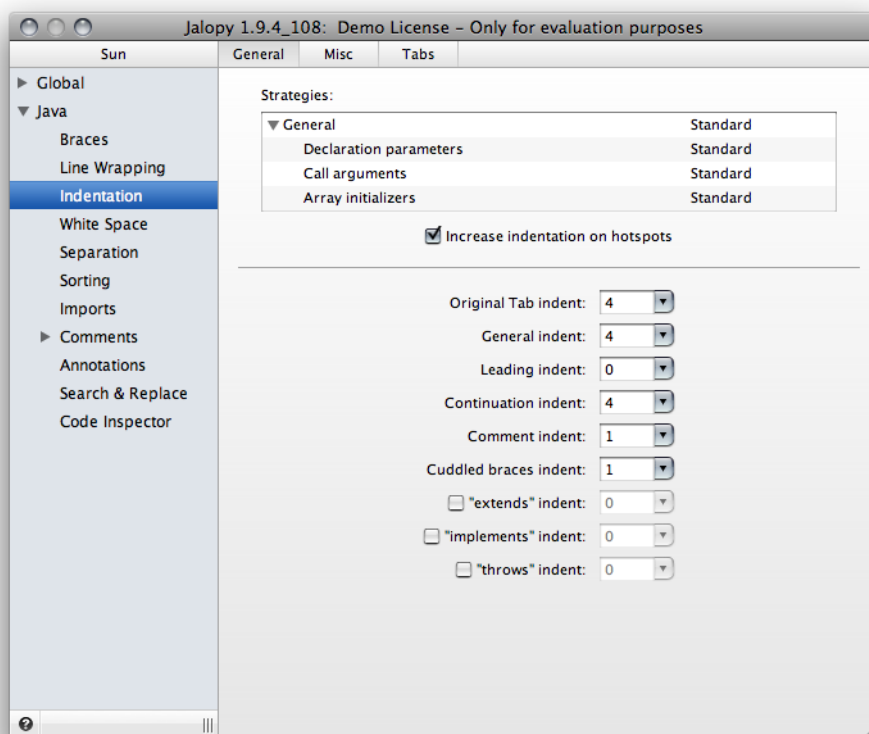 Jalopy 1.9.4_108: Demo License – Only for evaluation purposes
Sun
General Misc Tabs
Global
Java
Braces
Line Wrapping
Indentation
White Space
Separation
Sorting
Imports
Comments
Annotations
Search & Replace
Code Inspector
Strategies:
General Standard
Declaration parameters Standard
Call arguments Standard
Array initializers Standard
Increase indentation on hotspots
Original Tab indent: 4
General indent: 4
Leading indent: 0
Continuation indent: 4
Comment indent: 1
Cuddled braces indent: 1
"extends" indent: 0
"implements" indent: 0
"throws" indent: 0
?